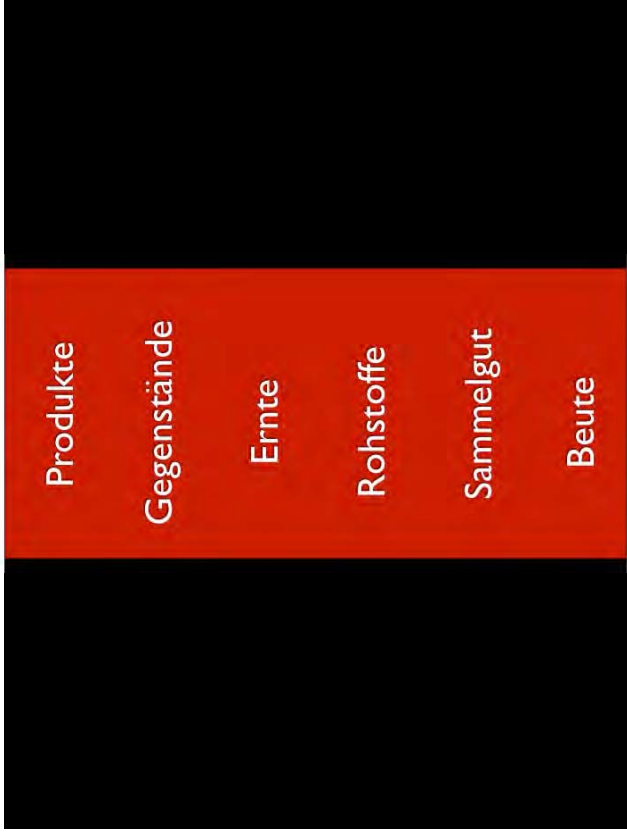 Produkte
Gegenstände
Ernte
Rohstoffe
Sammelgut
Beute